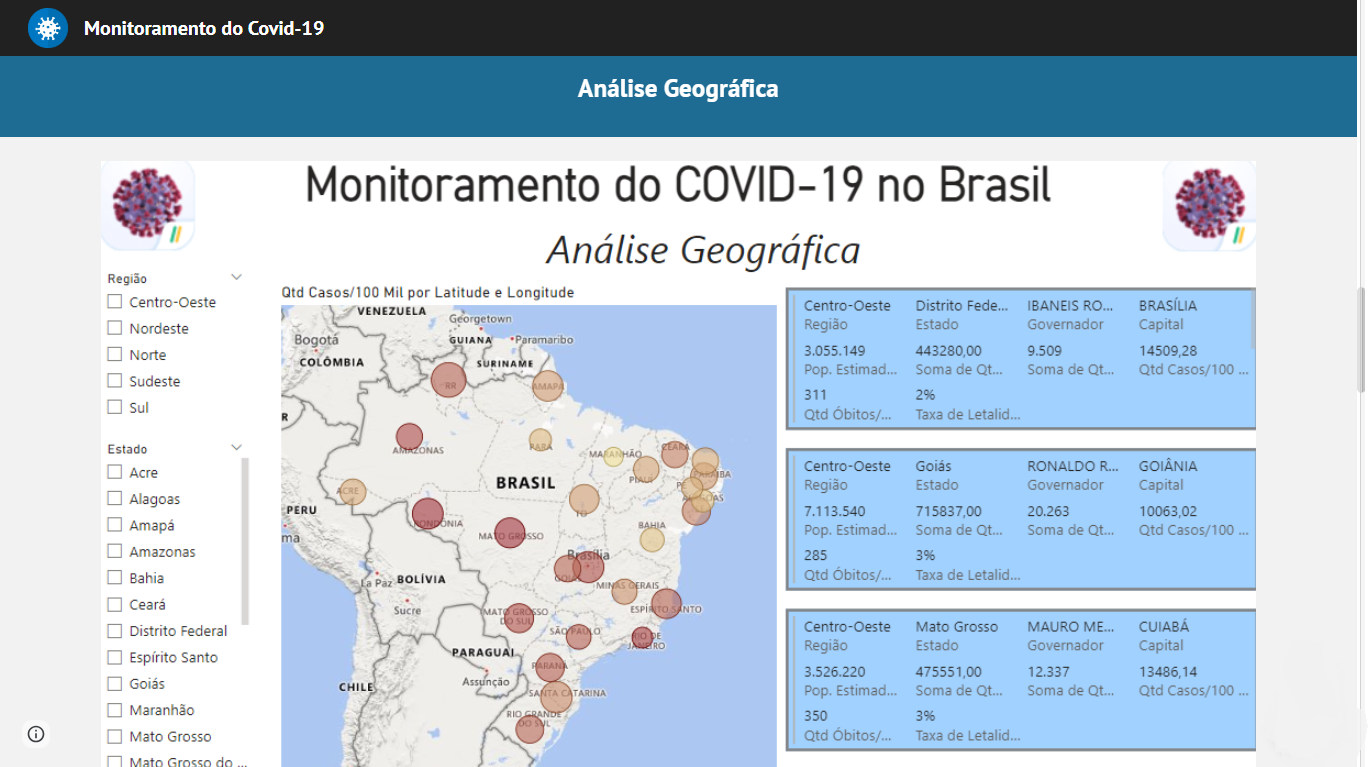 Monitoramento do Covid-19
Análise Geográfica
Monitoramento do COVID-19 no Brasil
Análise Geográfica
Região
Centro-Oeste
Nordeste
Norte
Sudeste
Sul
Estado
Acre
Alagoas
Amapá
Amazonas
Bahia
Ceará
Distrito Federal
Espírito Santo
Goiás
Maranhão
Mato Grosso
Mato Grosso do ...
Qtd Casos/100 Mil por Latitude e Longitude
VENEZUELA
Georgetown
Bogotá
GUIANA
Paramaribo
COLÔMBIA
SURINAME
RR
AMAPÁ
R
AMAZONAS
PARÁ
MARANHÃO
CEARÁ
PIAUÍ
PARAÍBA
PE
ALAGOAS
ACRE
BRASIL
TO
PERU
RONDÔNIA
ma
MATO GROSSO
BAHIA
Brasília
GOIÁS
La Paz
BOLÍVIA
MINAS GERAIS
Sucre
MATO GROSSO
DO SUL
ESPÍRITO SANTO
SÃO PAULO
RIO DE
JANEIRO
PARAGUAI
PARANÁ
Assunção
CHILE
SANTA CATARINA
RIO GRANDE
DO SUL
Centro-Oeste Distrito Fede... IBANEIS RO... BRASÍLIA
Região Estado Governador Capital
3.055.149 443280,00 9.509 14509,28
Pop. Estimad... Soma de Qt... Soma de Qt... Qtd Casos/100 ...
311 2%
Qtd Óbitos/... Taxa de Letalid...
Centro-Oeste Goiás RONALDO R... GOIÂNIA
Região Estado Governador Capital
7.113.540 715837,00 20.263 10063,02
Pop. Estimad... Soma de Qt... Soma de Qt... Qtd Casos/100 ...
285 3%
Qtd Óbitos/... Taxa de Letalid...
Centro-Oeste Mato Grosso MAURO ME... CUIABÁ
Região Estado Governador Capital
3.526.220 475551,00 12.337 13486,14
Pop. Estimad... Soma de Qt... Soma de Qt... Qtd Casos/100 ...
350 3%
Qtd Óbitos/... Taxa de Letalid...